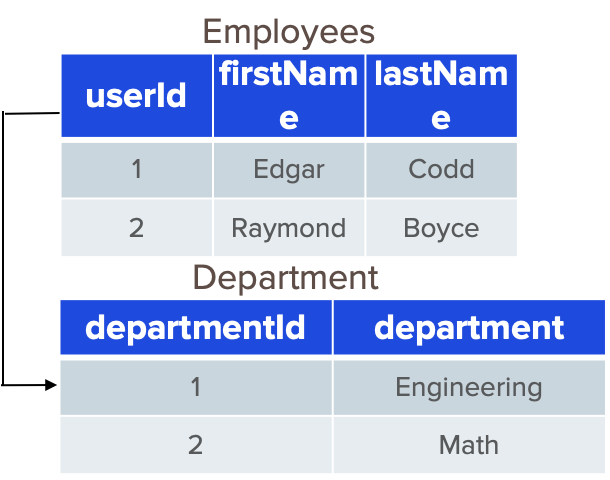 Employees
userId firstNam lastNam
e e
1 Edgar Codd
2 Raymond Boyce
Department
departmentId department
1 Engineering
2 Math